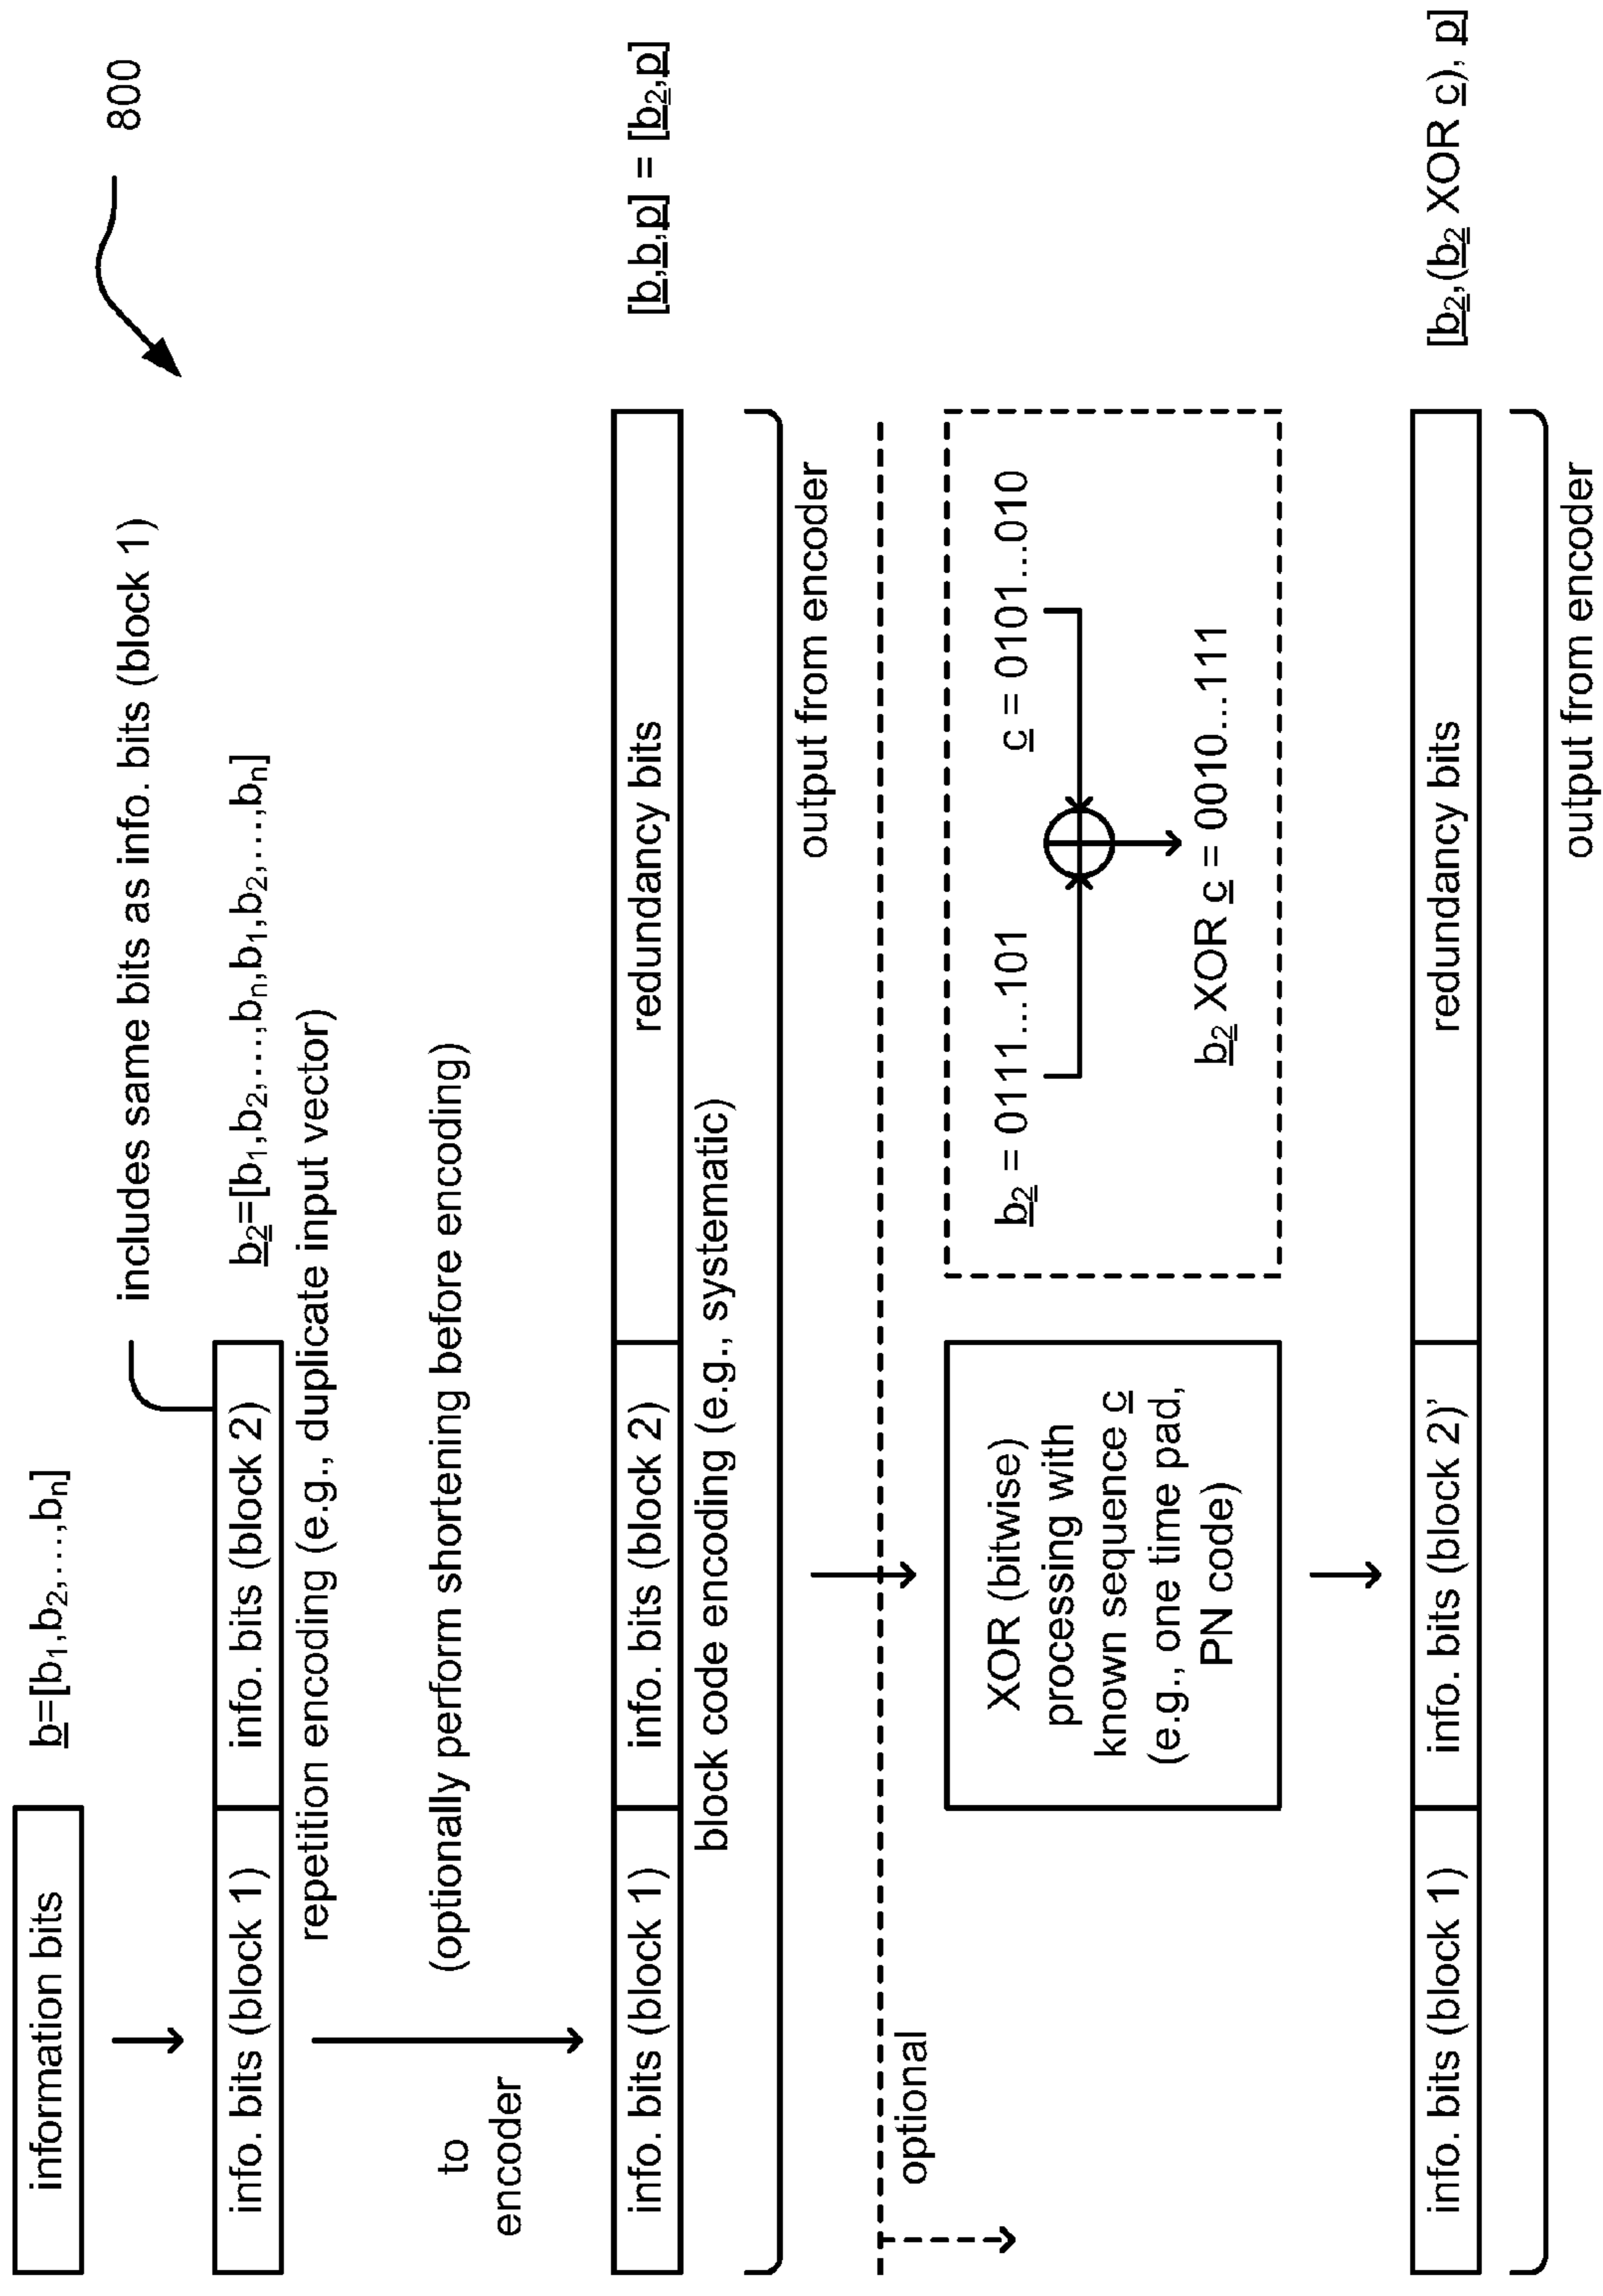 800
information bits
b=[b1,b2,...,bn]
includes same bits as info. bits (block 1)
info. bits (block 1)
info. bits (block 2)
b2=[b1,b2,...,bn,b1,b2,...,bn]
repetition encoding (e.g., duplicate input vector)
to
encoder
(optionally perform shortening before encoding)
info. bits (block 1)
info. bits (block 2)
redundancy bits
[b,b,p] = [b2,p]
block code encoding (e.g., systematic)
output from encoder
optional
XOR (bitwise)
processing with
known sequence c
(e.g., one time pad,
PN code)
b2 = 0111...101
c = 0101...010
b2 XOR c = 0010...111
info. bits (block 1)
info. bits (block 2)'
redundancy bits
[b2,(b2 XOR c), p]
output from encoder